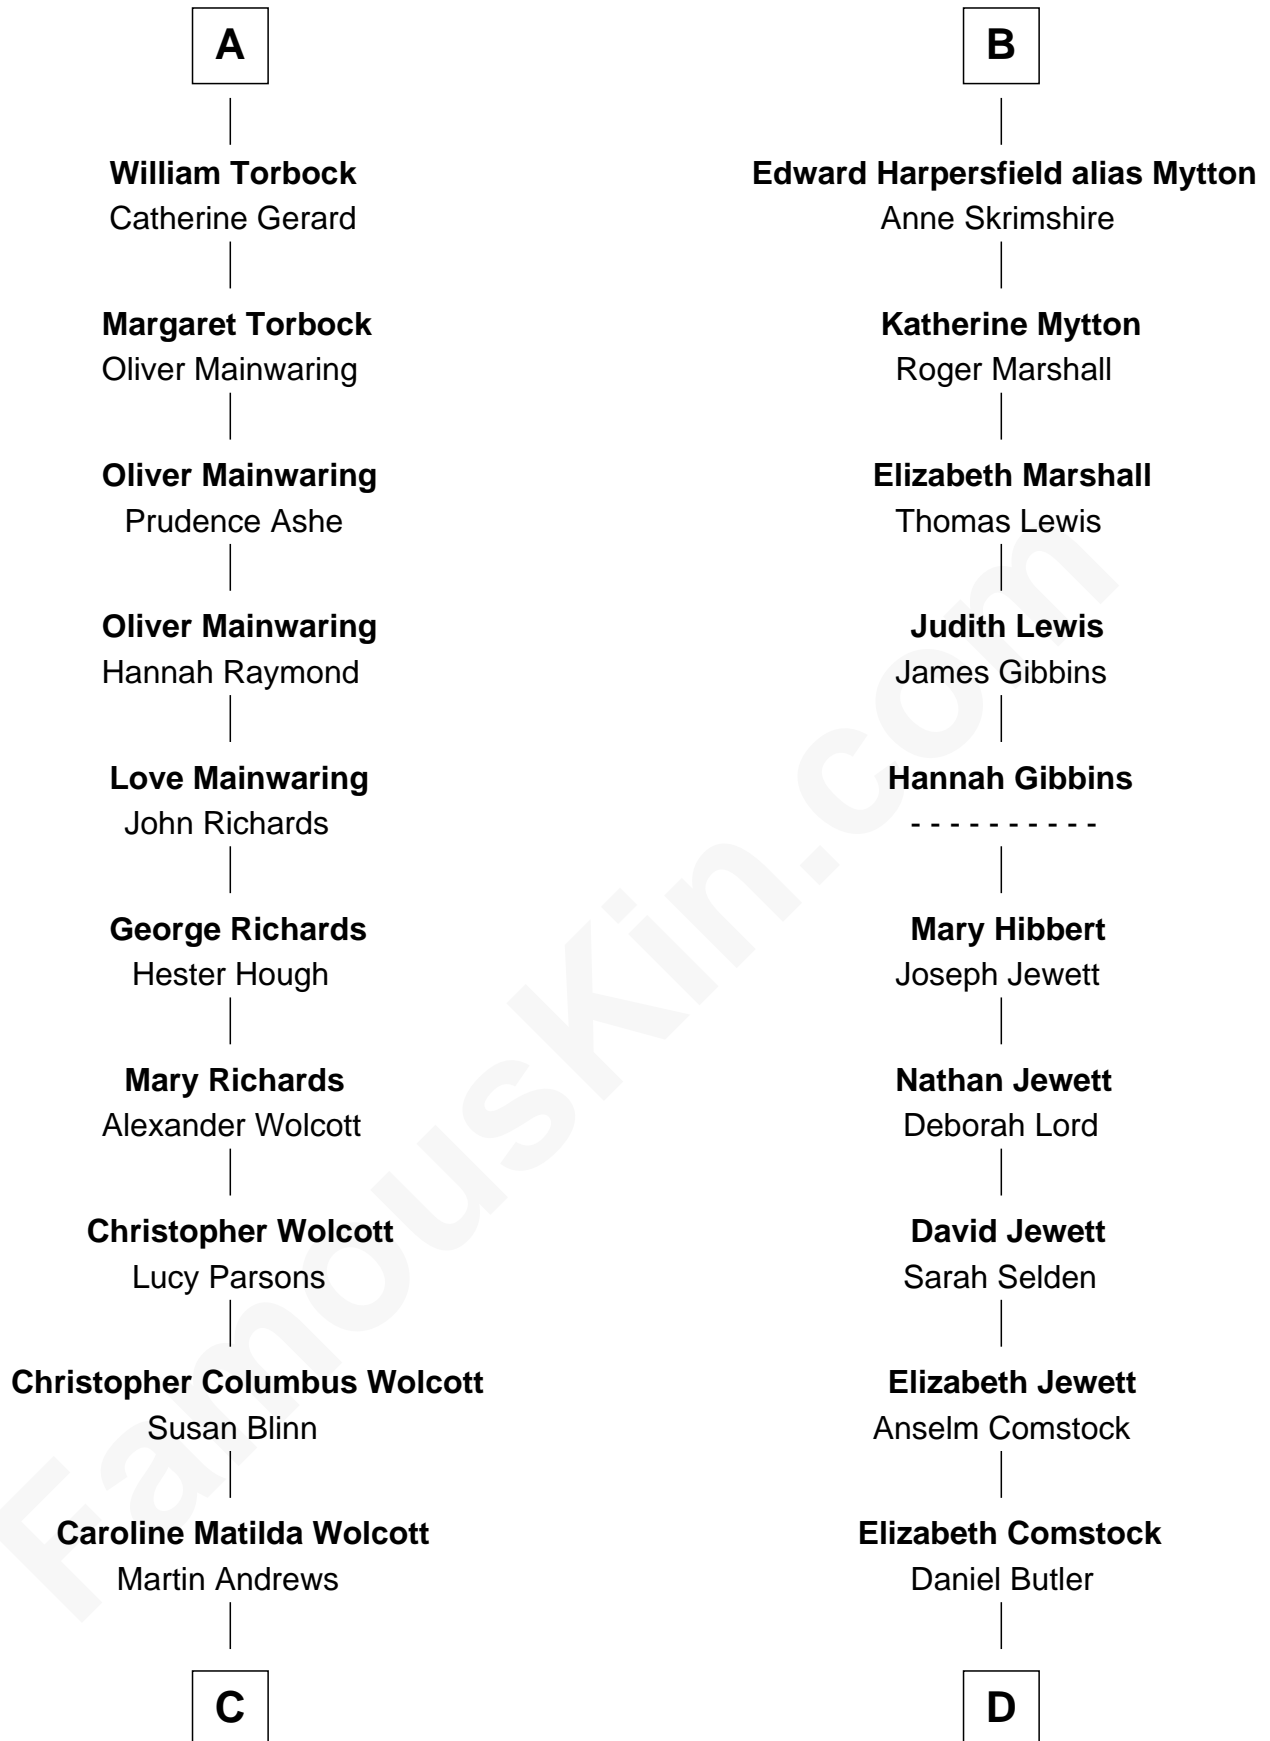 A
William Torbock
Catherine Gerard
Margaret Torbock
Oliver Mainwaring
Oliver Mainwaring
Prudence Ashe
Oliver Mainwaring
Hannah Raymond
Love Mainwaring
John Richards
George Richards
Hester Hough
Mary Richards
Alexander Wolcott
Christopher Wolcott
Lucy Parsons
Christopher Columbus Wolcott
Susan Blinn
Caroline Matilda Wolcott
Martin Andrews
C
B
Edward Harpersfield alias Mytton
Anne Skrimshire
Katherine Mytton
Roger Marshall
Elizabeth Marshall
Thomas Lewis
Judith Lewis
James Gibbins
Hannah Gibbins
- - - - - - - - - -
Mary Hibbert
Joseph Jewett
Nathan Jewett
Deborah Lord
David Jewett
Sarah Selden
Elizabeth Jewett
Anselm Comstock
Elizabeth Comstock
Daniel Butler
D
FamousKin.com